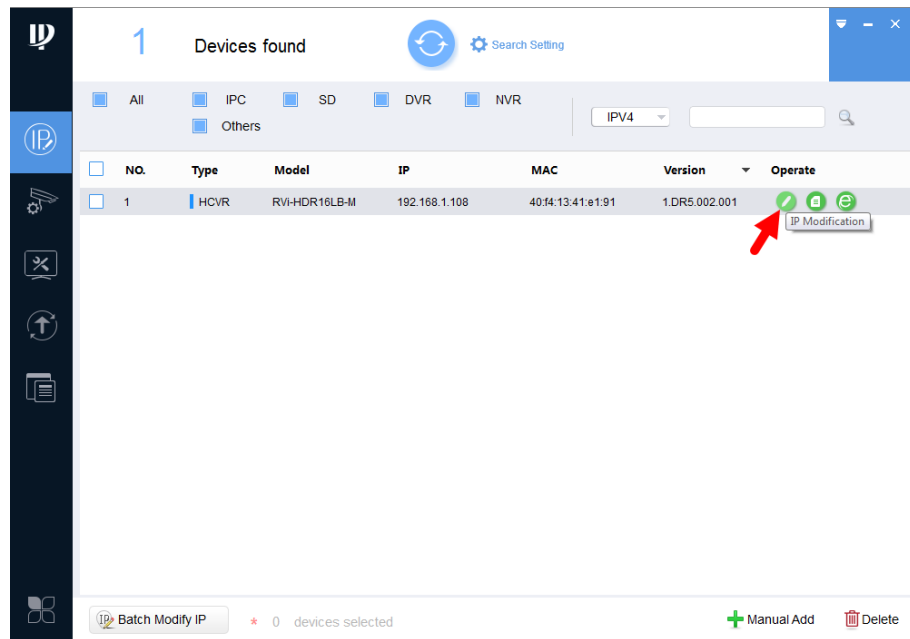 1 Devices found Search Setting
All IPC SD DVR NVR
Others
IPV4
IP
NO. Type Model IP MAC Version Operate
1 HCVR RVi-HDR16LB-M 192.168.1.108 40:f4:13:41:e1:91 1.DR5.002.001
IP Modification
IP Batch Modify IP * 0 devices selected Manual Add Delete